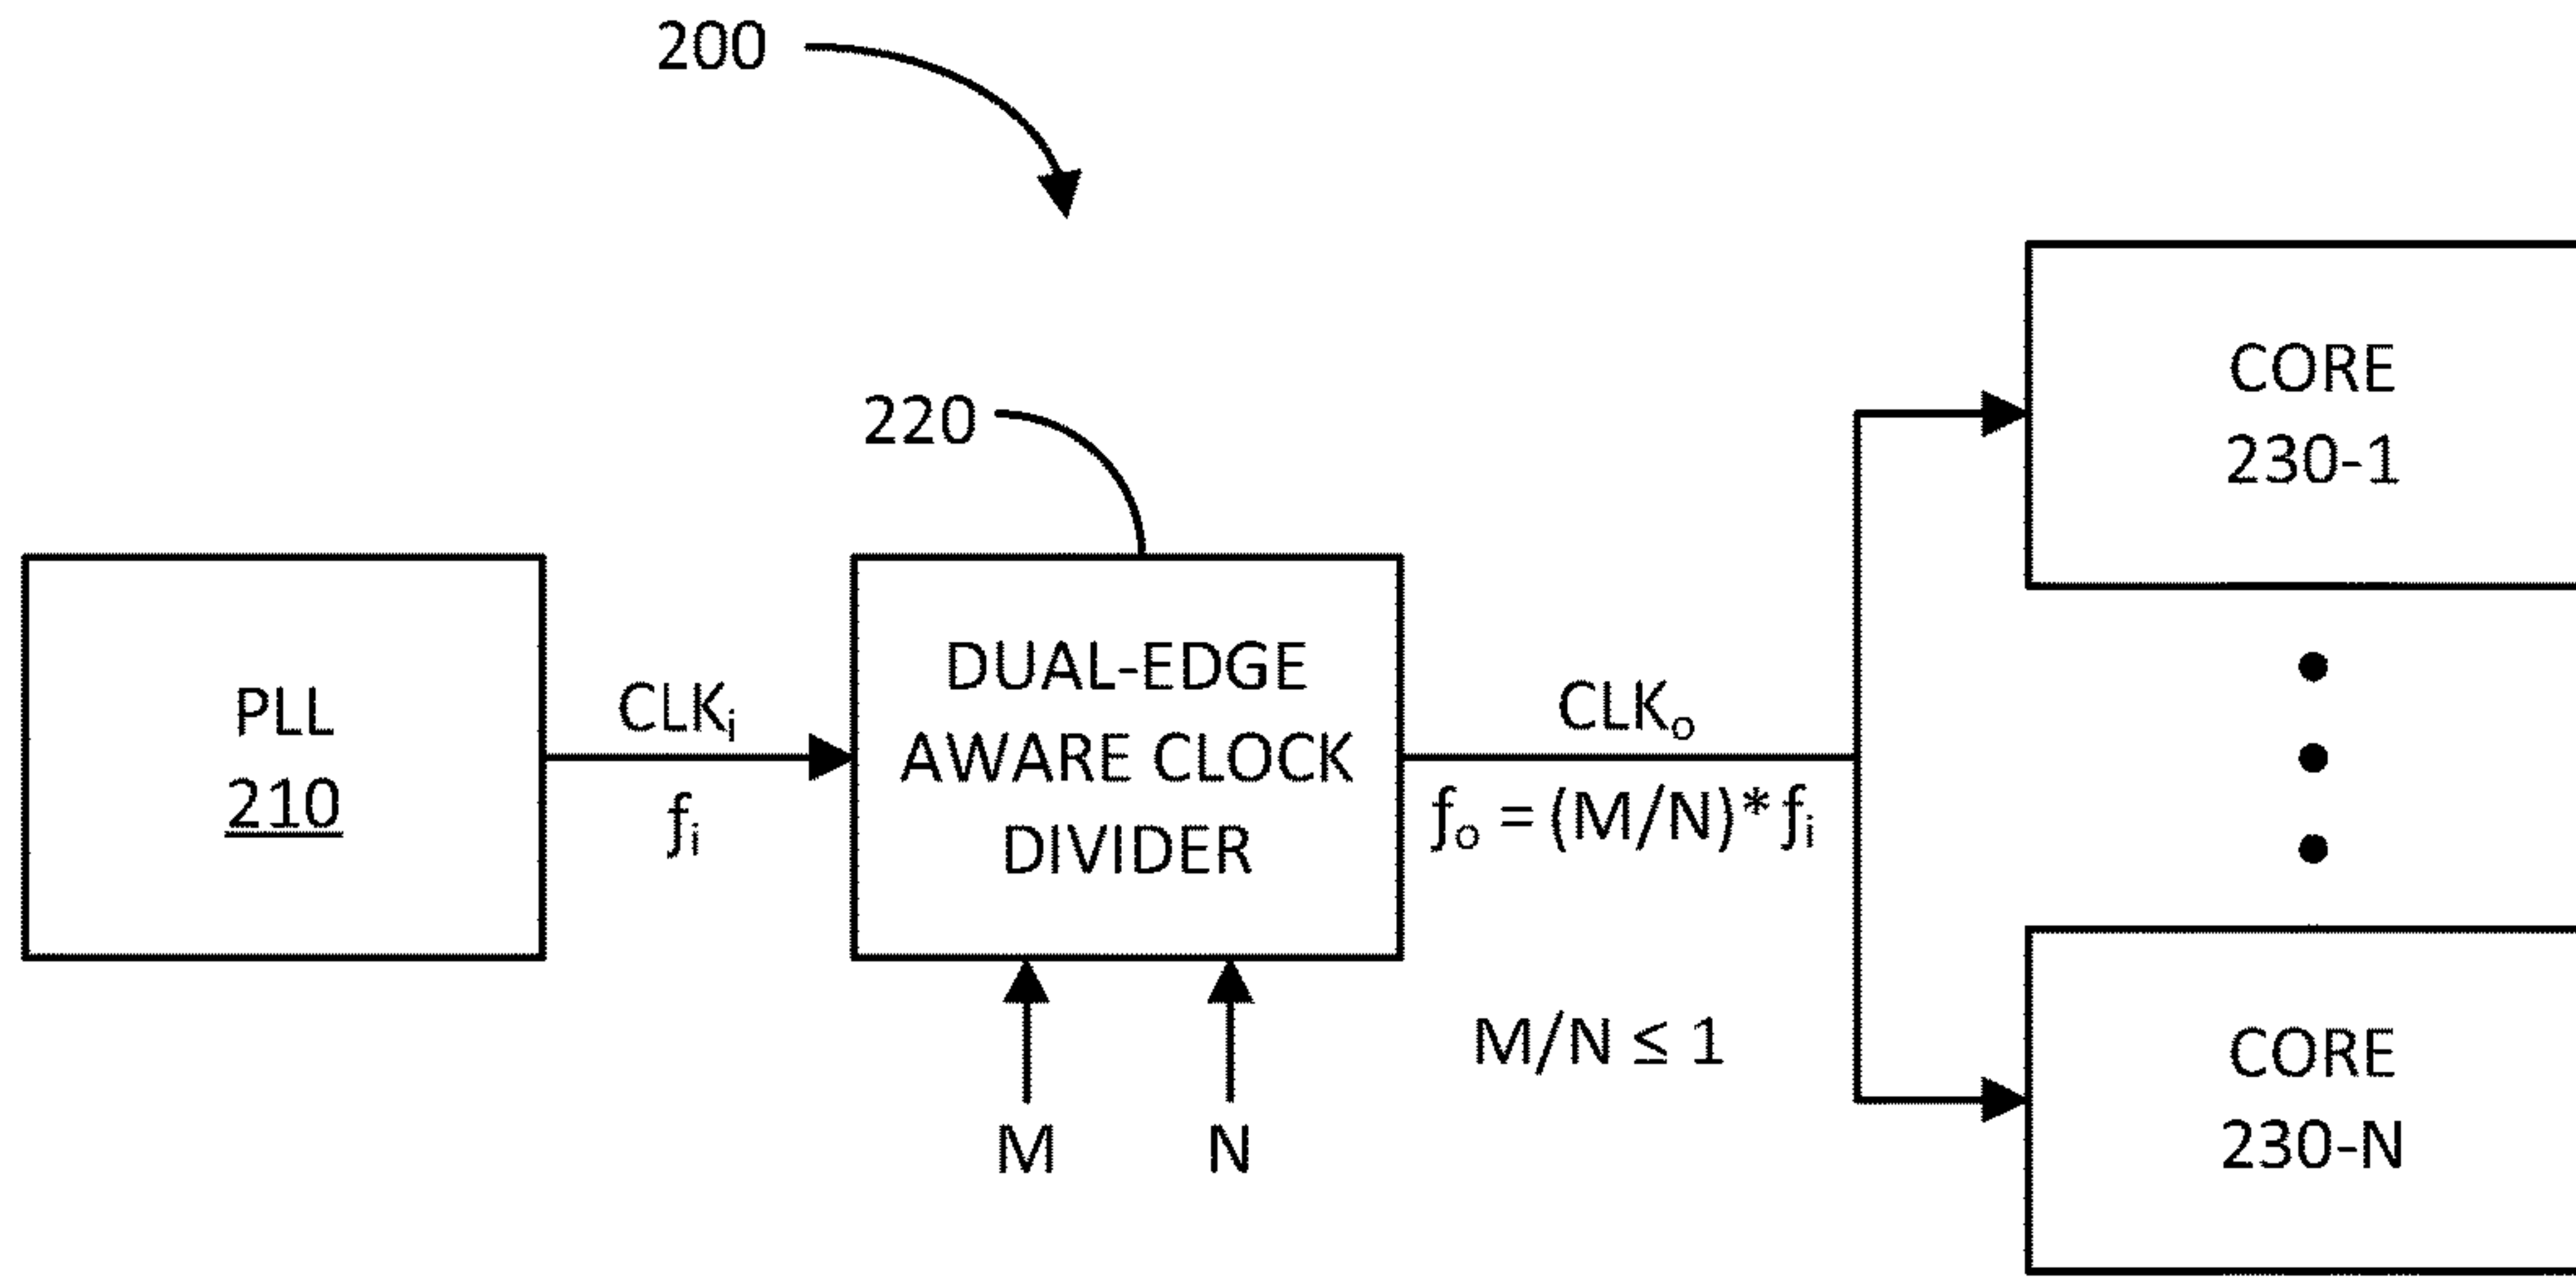 200
220
PLL
210
CLKi
fi
DUAL-EDGE
AWARE CLOCK
DIVIDER
M
N
CLKo
fo = (M/N)* fi
M/N ≤ 1
CORE
230-1
CORE
230-N